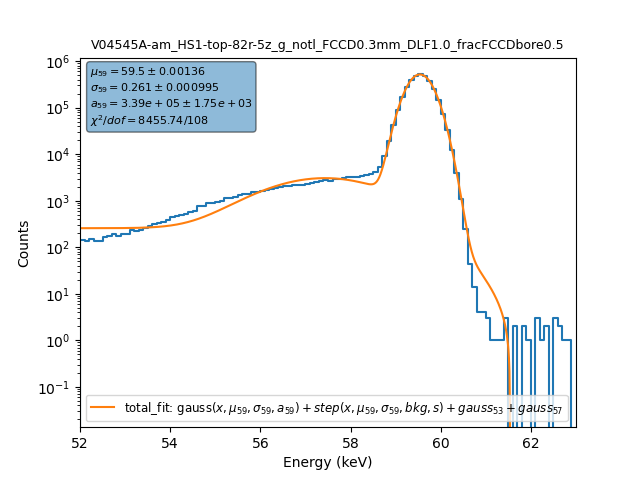 V04545A-am_HS1-top-82r-5z_g_notl_FCCD0.3mm_DLF1.0_fracFCCDbore0.5
μ₅₉ = 59.5 ± 0.00136
σ₅₉ = 0.261 ± 0.000995
a₅₉ = 3.39e + 05 ± 1.75e + 03
χ²/dof = 8455.74/108
10⁶
10⁵
10⁴
10³
10²
10¹
10⁰
10⁻¹
Counts
total_fit: gauss(x, μ₅₉, σ₅₉, a₅₉) + step(x, μ₅₉, σ₅₉, bkg, s) + gauss₅₃ + gauss₅₇
52 54 56 58 60 62
Energy (keV)